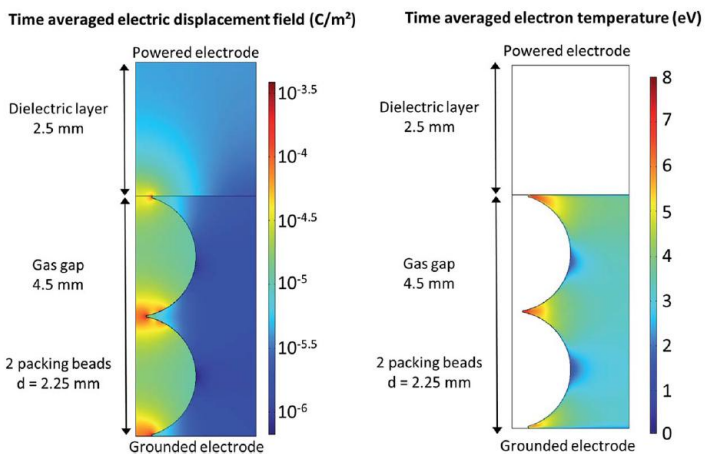 Time averaged electric displacement field (C/m²)
Powered electrode
Dielectric layer
2.5 mm
Gas gap
4.5 mm
2 packing beads
d = 2.25 mm
Grounded electrode
10^-3.5
10^-4
10^-4.5
10^-5
10^-5.5
10^-6
Time averaged electron temperature (eV)
Powered electrode
Dielectric layer
2.5 mm
Gas gap
4.5 mm
2 packing beads
d = 2.25 mm
Grounded electrode
8
7
6
5
4
3
2
1
0